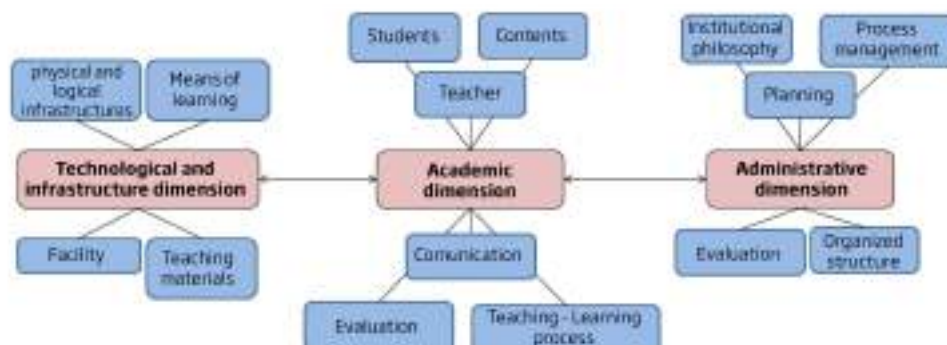 Students
Contents
Institutional
philosophy
Process
management
physical and
logical
infrastructures
Means of
learning
Teacher
Planning
Technological and
infrastructure dimension
Academic
dimension
Administrative
dimension
Facility
Teaching
materials
Comunication
Evaluation
Organized
structure
Evaluation
Teaching - Learning
process